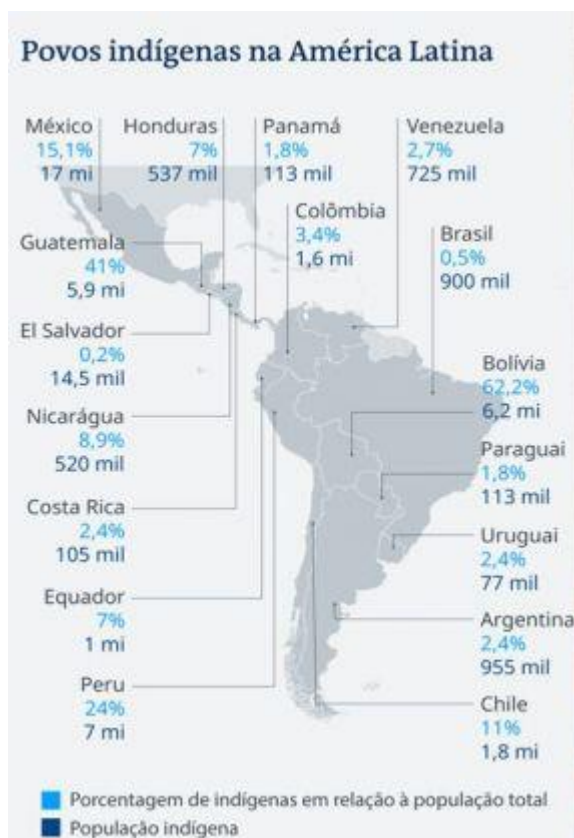 Povos indígenas na América Latina
México
15,1%
17 mi
Honduras
7%
537 mil
Panamá
1,8%
113 mil
Venezuela
2,7%
725 mil
Colômbia
3,4%
1,6 mi
Brasil
0,5%
900 mil
Guatemala
41%
5,9 mi
El Salvador
0,2%
14,5 mil
Bolívia
62,2%
6,2 mi
Nicarágua
8,9%
520 mil
Paraguai
1,8%
113 mil
Costa Rica
2,4%
105 mil
Uruguai
2,4%
77 mil
Equador
7%
1 mi
Argentina
2,4%
955 mil
Peru
24%
7 mi
Chile
11%
1,8 mi
Porcentagem de indígenas em relação à população total
População indígena